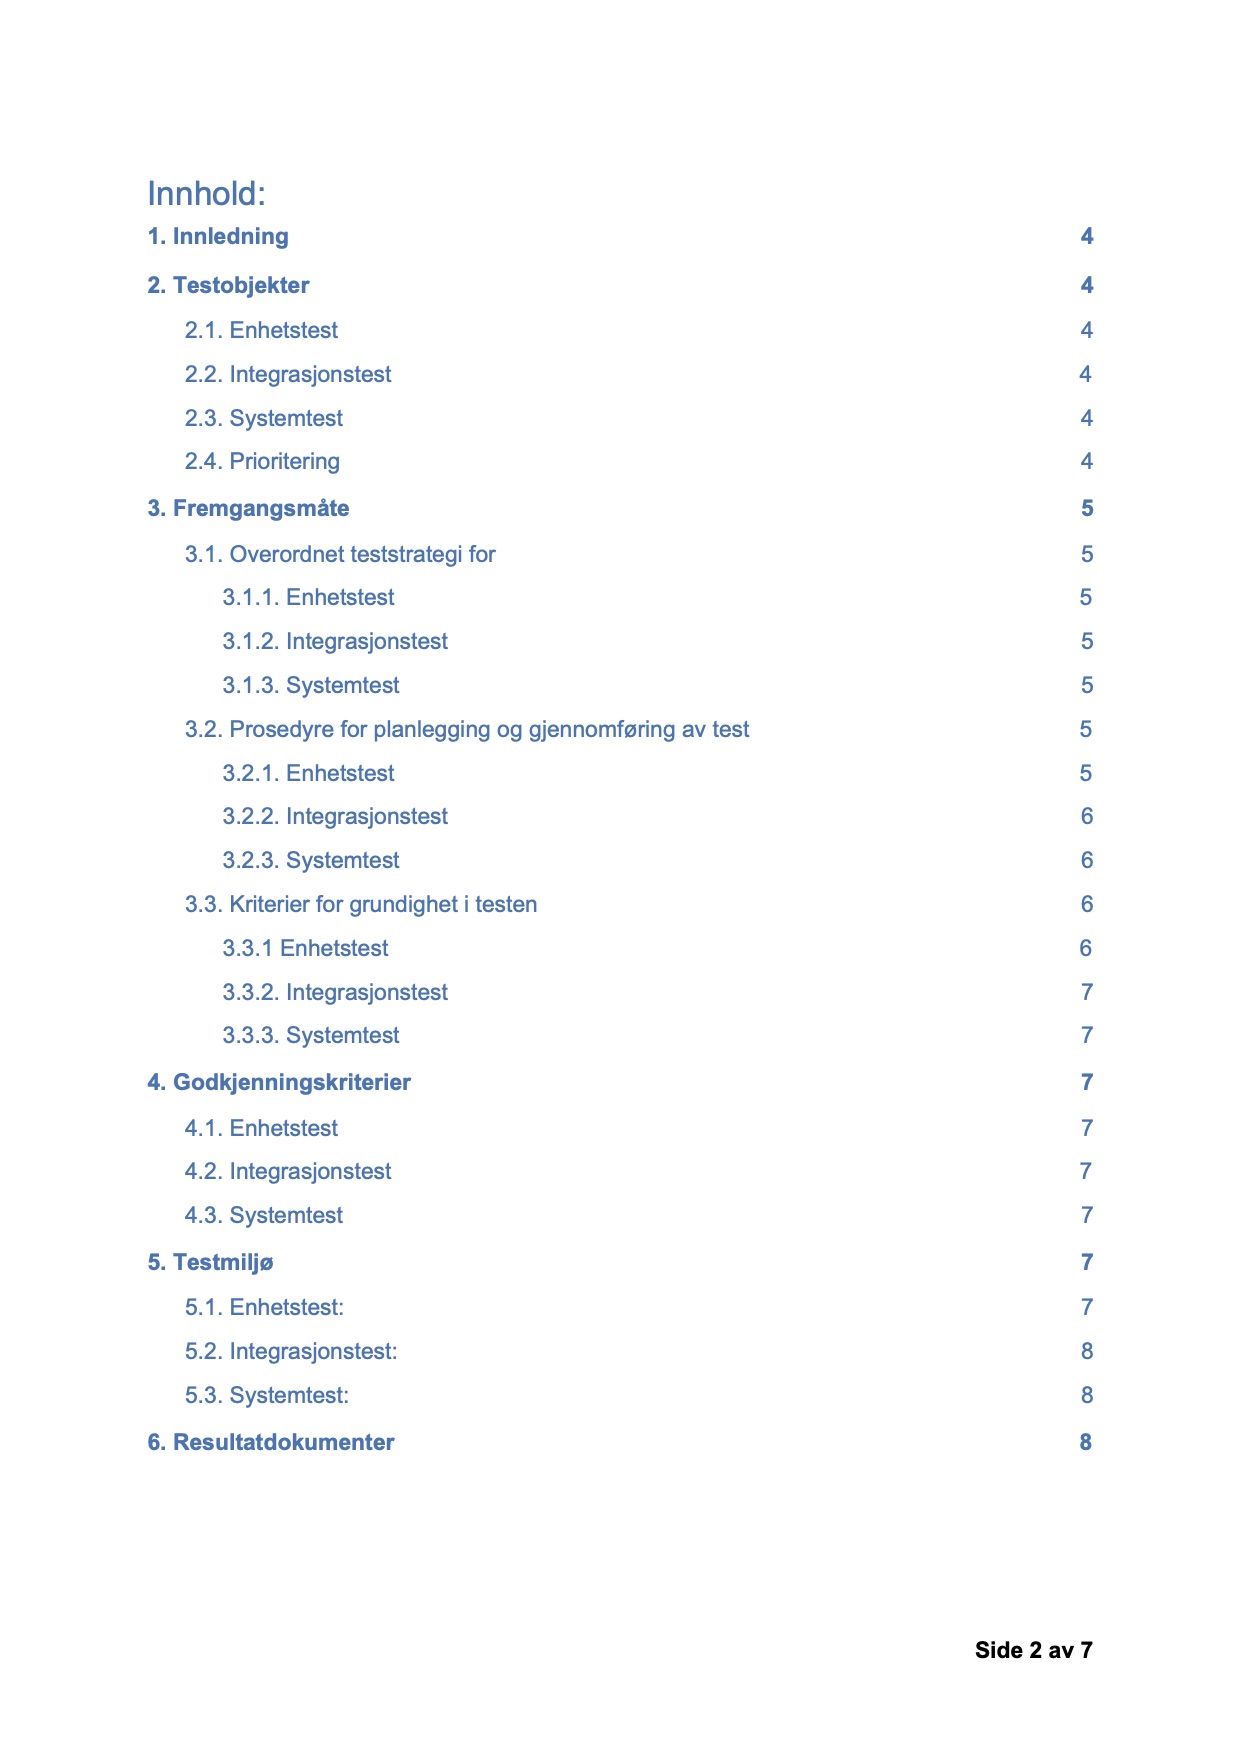 Innhold:
1. Innledning 4
2. Testobjekter 4
2.1. Enhetstest 4
2.2. Integrasjonstest 4
2.3. Systemtest 4
2.4. Prioritering 4
3. Fremgangsmåte 5
3.1. Overordnet teststrategi for 5
3.1.1. Enhetstest 5
3.1.2. Integrasjonstest 5
3.1.3. Systemtest 5
3.2. Prosedyre for planlegging og gjennomføring av test 5
3.2.1. Enhetstest 5
3.2.2. Integrasjonstest 6
3.2.3. Systemtest 6
3.3. Kriterier for grundighet i testen 6
3.3.1 Enhetstest 6
3.3.2. Integrasjonstest 7
3.3.3. Systemtest 7
4. Godkjenningskriterier 7
4.1. Enhetstest 7
4.2. Integrasjonstest 7
4.3. Systemtest 7
5. Testmiljø 7
5.1. Enhetstest: 7
5.2. Integrasjonstest: 8
5.3. Systemtest: 8
6. Resultatdokumenter 8
Side 2 av 7